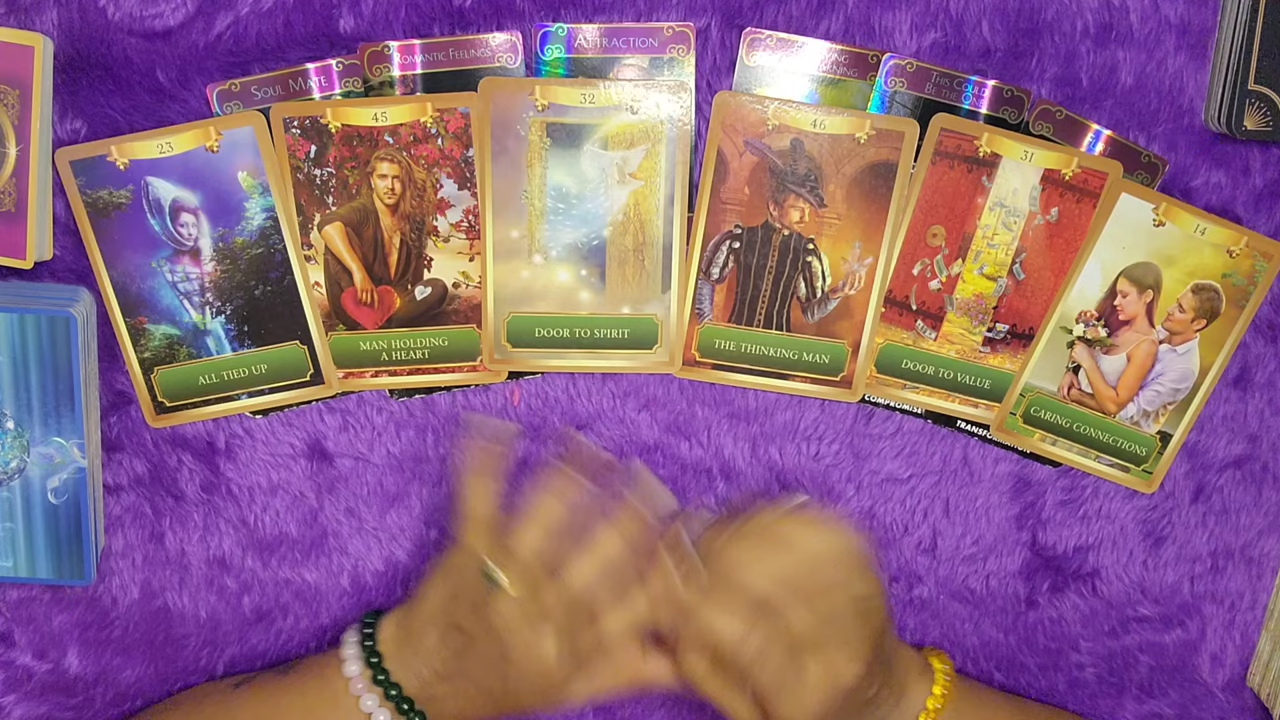 SOUL MATE
ROMANTIC FEELINGS
ATTRACTION
THIS COULD
BE THE ONE
23
ALL TIED UP
45
MAN HOLDING
A HEART
32
DOOR TO SPIRIT
46
THE THINKING MAN
31
DOOR TO VALUE
14
CARING CONNECTIONS
COMPROMISE
TRANSFORMATION